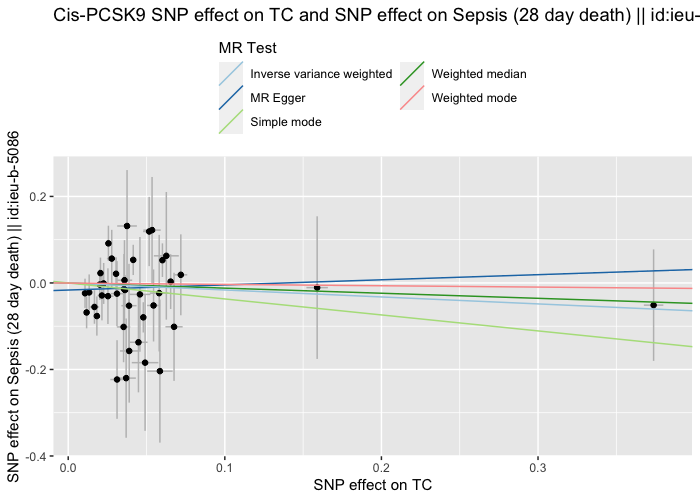 Cis-PCSK9 SNP effect on TC and SNP effect on Sepsis (28 day death) || id:ieu-
MR Test
Inverse variance weighted
Weighted median
MR Egger
Weighted mode
Simple mode
SNP effect on Sepsis (28 day death) || id:ieu-b-5086
0.2
0.0
-0.2
-0.4
0.0 0.1 0.2 0.3
SNP effect on TC